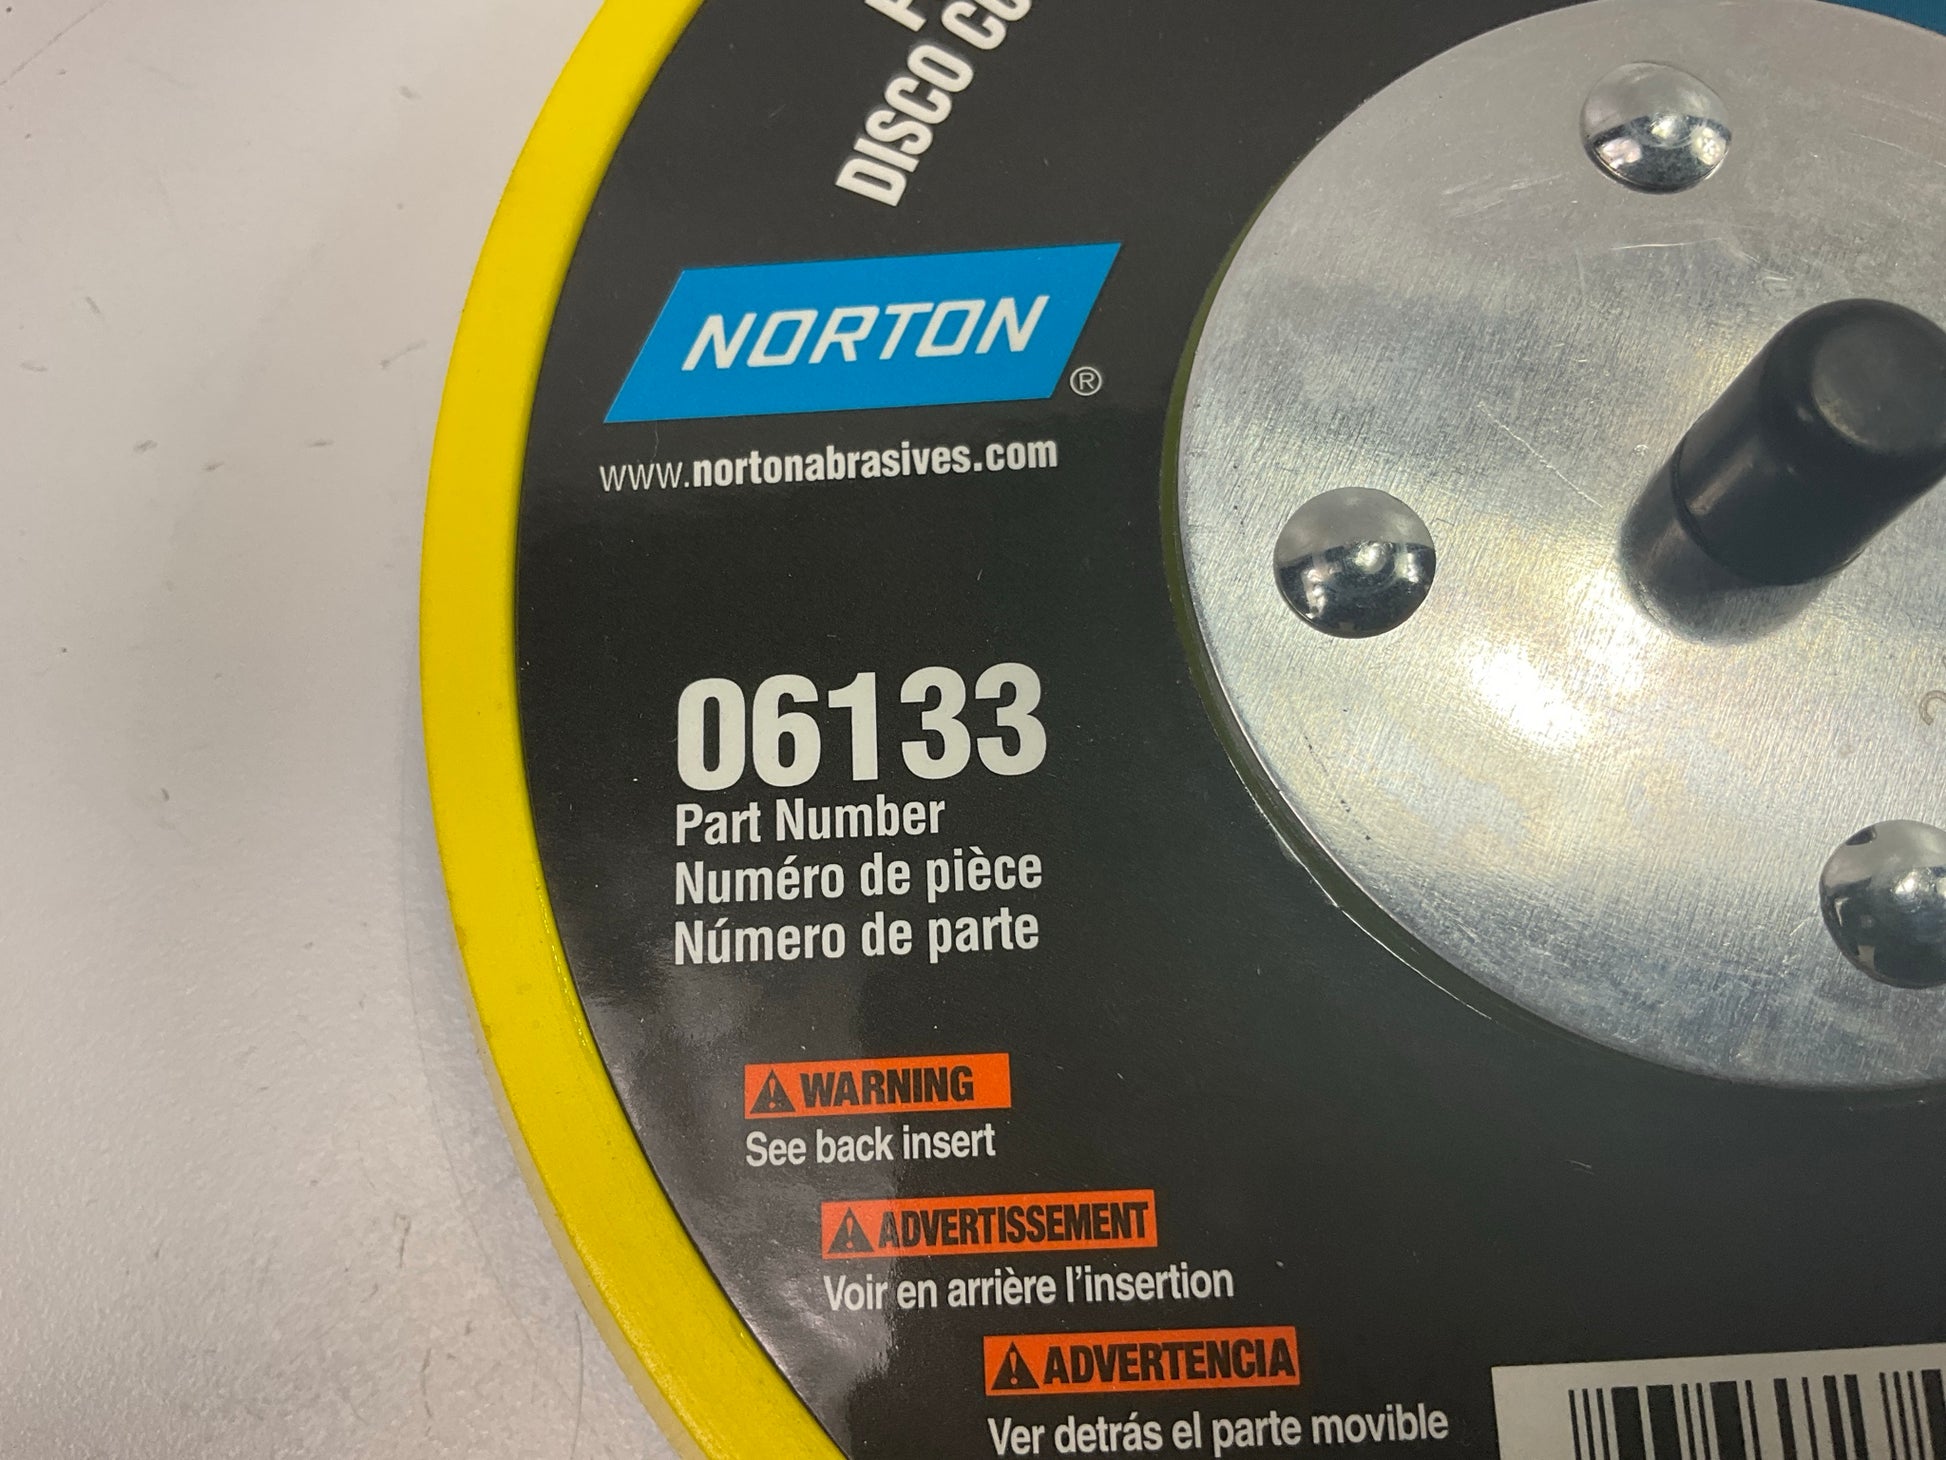 DISCO
NORTON
®
www.nortonabrasives.com
06133
Part Number
Numéro de pièce
Número de parte
WARNING
See back insert
ADVERTISSEMENT
Voir en arrière l'insertion
ADVERTENCIA
Ver detrás el parte movible